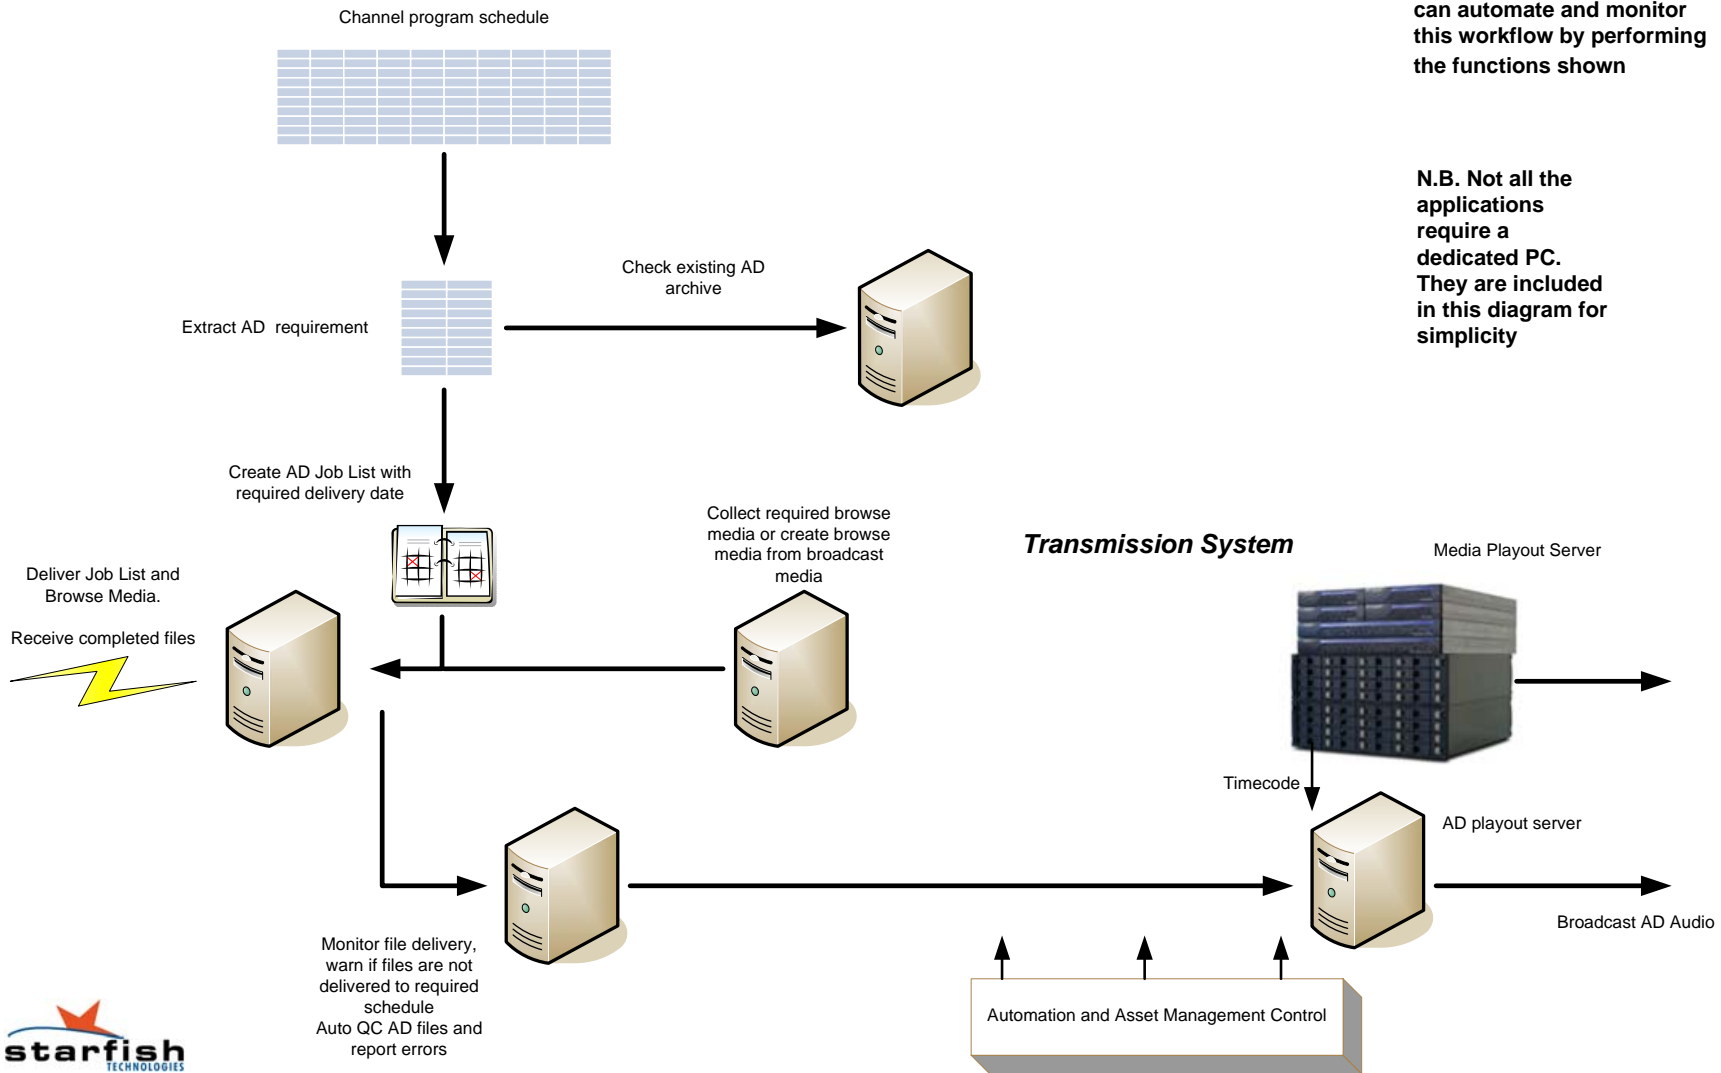 Channel program schedule
can automate and monitor
this workflow by performing
the functions shown
N.B. Not all the
applications
require a
dedicated PC.
They are included
in this diagram for
simplicity
Check existing AD
archive
Extract AD requirement
Create AD Job List with
required delivery date
Collect required browse
media or create browse
media from broadcast
media
Transmission System
Media Playout Server
Deliver Job List and
Browse Media.
Receive completed files
Timecode
AD playout server
Broadcast AD Audio
Monitor file delivery,
warn if files are not
delivered to required
schedule
Auto QC AD files and
report errors
Automation and Asset Management Control
starfish
TECHNOLOGIES